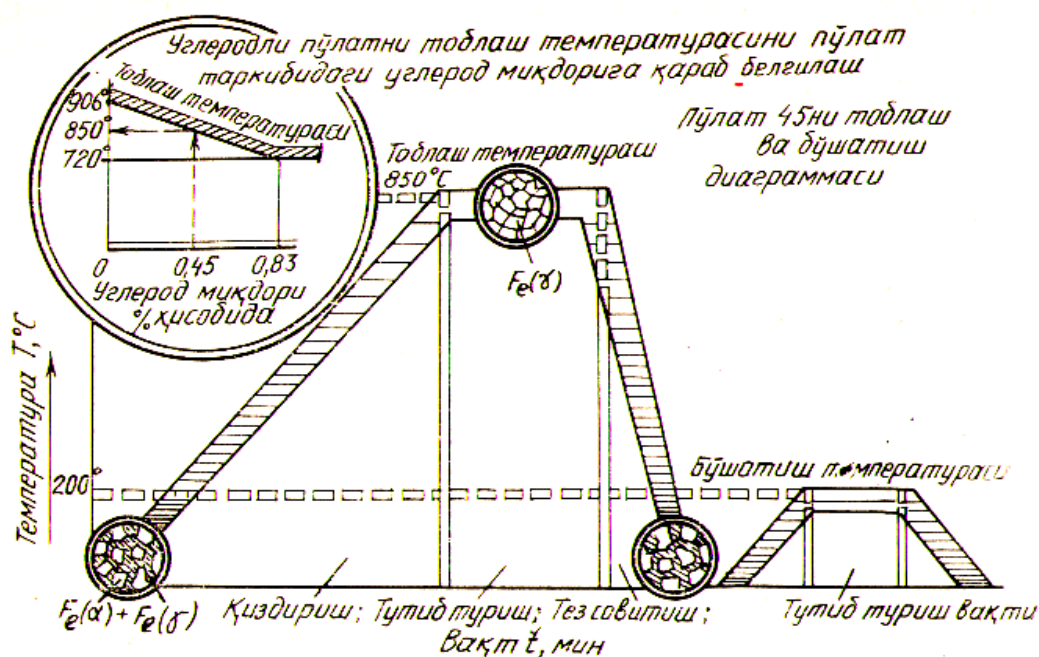 Углеродли пўлатни тоблаш температурасини пўлат
таркибидаги углерод миқдорига қараб белгилаш
Тоблаш температураси
906°
850°
720°
0 0,45 0,83
Углерод миқдори
% ҳисобида
Пўлат 45ни тоблаш
ва бўшатиш
диаграммаси
Тоблаш температураси
850°С
Fe(γ)
Температура Т,°С
200°
Бўшатиш температураси
Fe(α)+Fe(γ)
Қиздириш; Тутиб туриш; Тез совитиш;
Вақт t, мин
Тутиб туриш вақти